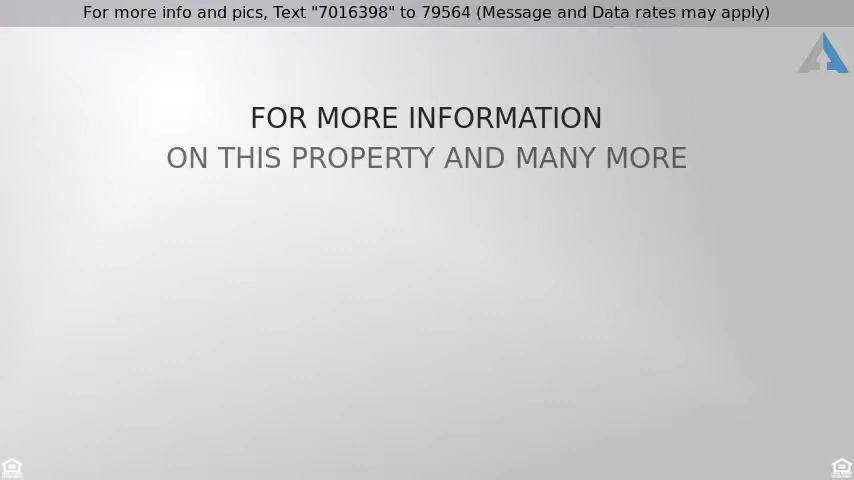 For more info and pics, Text "7016398" to 79564 (Message and Data rates may apply)
FOR MORE INFORMATION
ON THIS PROPERTY AND MANY MORE